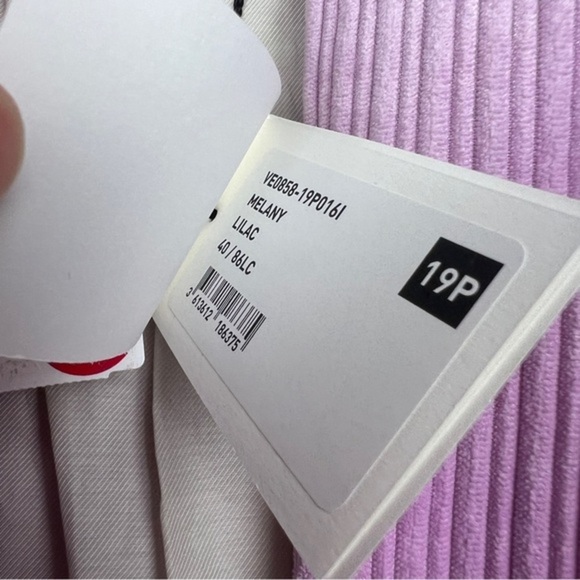 VE0858-19P016I
MELANY
LILAC
40 / 86LC
3 613612 186375
19P